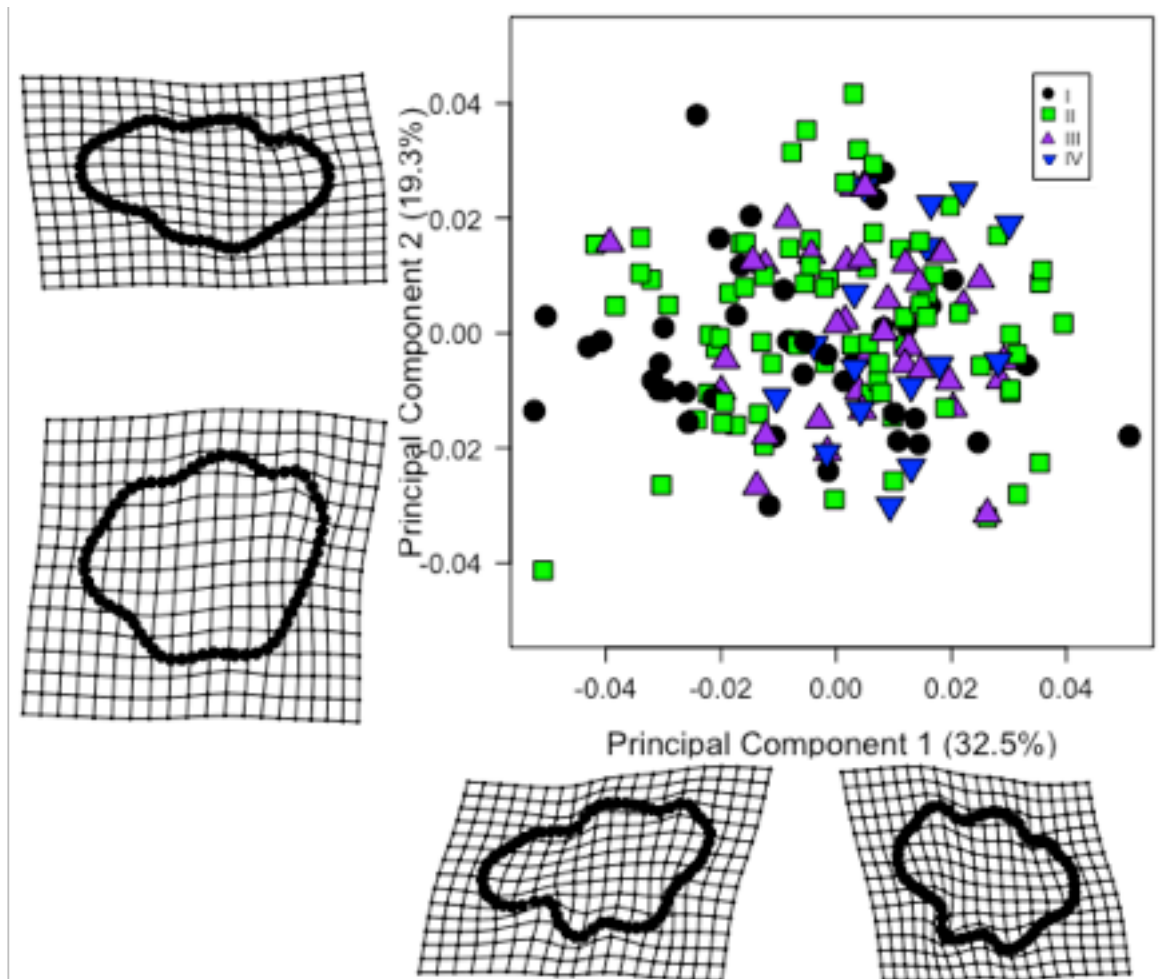 I
II
III
IV
0.04
0.02
0.00
-0.02
-0.04
Principal Component 2 (19.3%)
-0.04 -0.02 0.00 0.02 0.04
Principal Component 1 (32.5%)